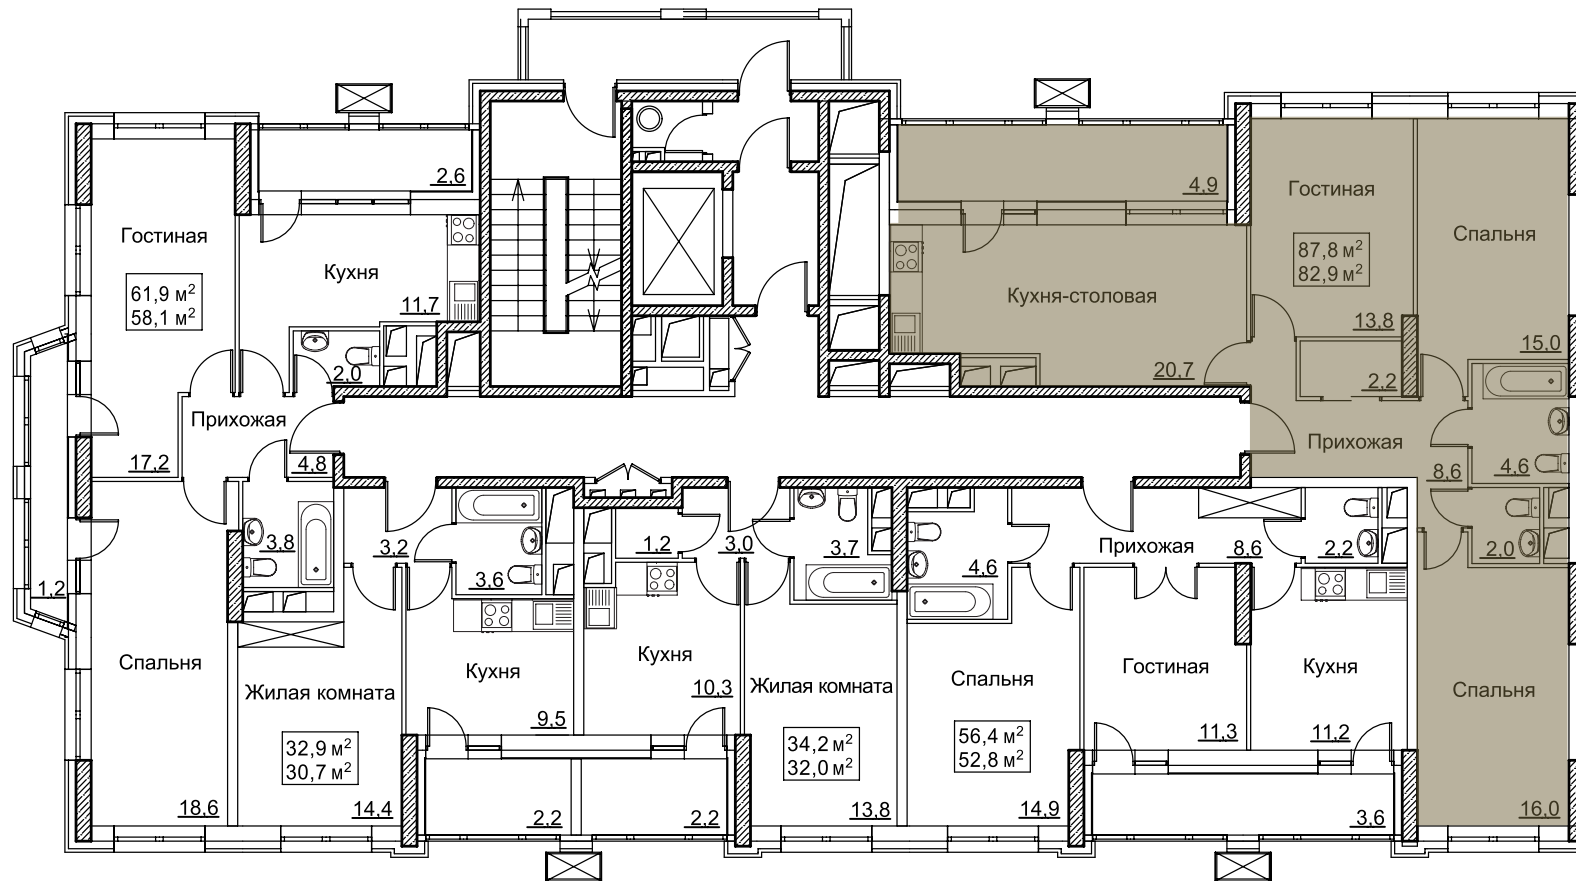 2,6
4,9
Гостиная
61,9 м²
58,1 м²
17,2
Кухня
11,7
2,0
Прихожая
4,8
3,8
1,2
Спальня
18,6
Жилая комната
32,9 м²
30,7 м²
14,4
3,2
3,6
Кухня
9,5
2,2
1,2
3,0
Кухня
10,3
2,2
3,7
Жилая комната
34,2 м²
32,0 м²
13,8
4,6
Спальня
56,4 м²
52,8 м²
14,9
Прихожая
8,6
2,2
Гостиная
11,3
Кухня
11,2
3,6
Кухня-столовая
20,7
Гостиная
87,8 м²
82,9 м²
13,8
2,2
Спальня
15,0
Прихожая
8,6
4,6
2,0
Спальня
16,0